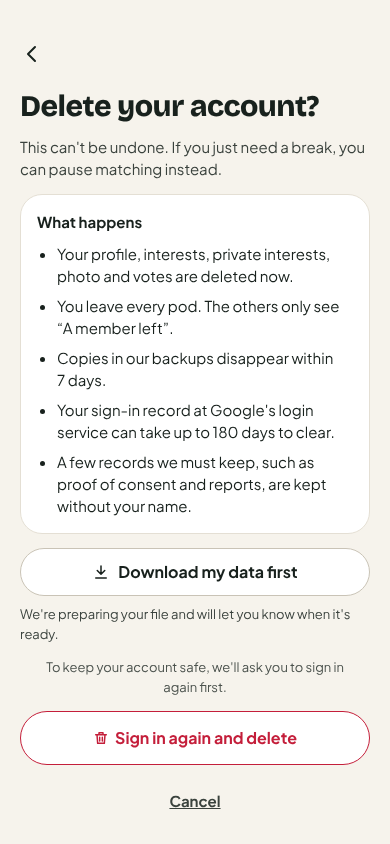 Delete your account?
This can't be undone. If you just need a break, you
can pause matching instead.
What happens
• Your profile, interests, private interests,
photo and votes are deleted now.
• You leave every pod. The others only see
“A member left”.
• Copies in our backups disappear within
7 days.
• Your sign-in record at Google's login
service can take up to 180 days to clear.
• A few records we must keep, such as
proof of consent and reports, are kept
without your name.
Download my data first
We're preparing your file and will let you know when it's
ready.
To keep your account safe, we'll ask you to sign in
again first.
Sign in again and delete
Cancel